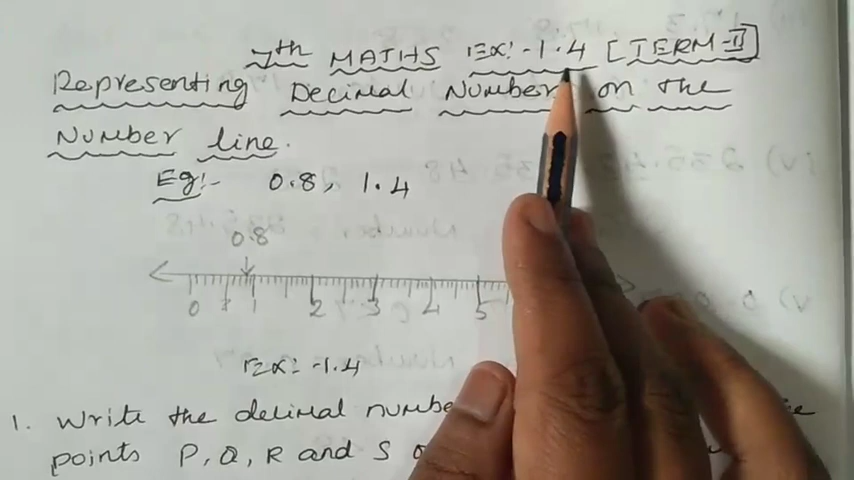 7th MATHS Ex:-1.4 [TERM-II]
Representing Decimal Number on the
Number line.
Eg:- 0.8, 1.4
0.8
0 1 2 3 4 5
Ex:-1.4
1. Write the decimal
points P, Q, R and S